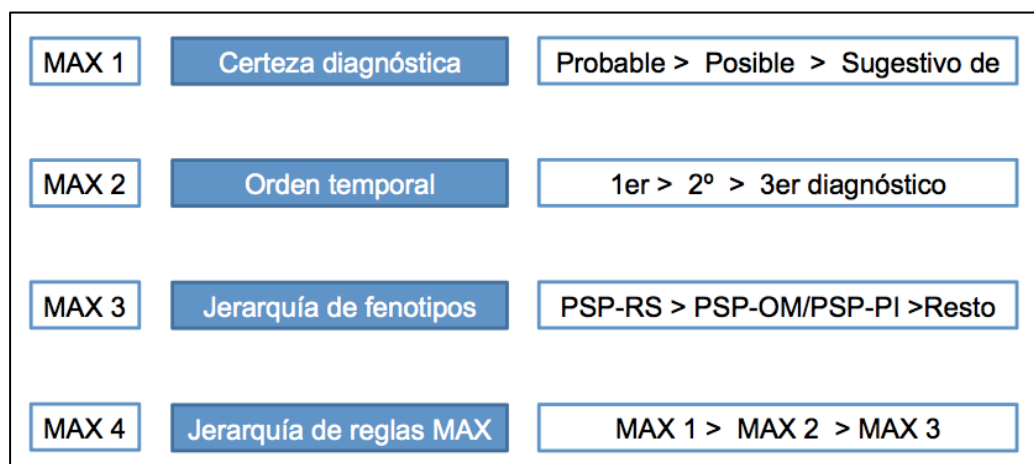 MAX 1 Certeza diagnóstica Probable > Posible > Sugestivo de
MAX 2 Orden temporal 1er > 2º > 3er diagnóstico
MAX 3 Jerarquía de fenotipos PSP-RS > PSP-OM/PSP-PI >Resto
MAX 4 Jerarquía de reglas MAX MAX 1 > MAX 2 > MAX 3